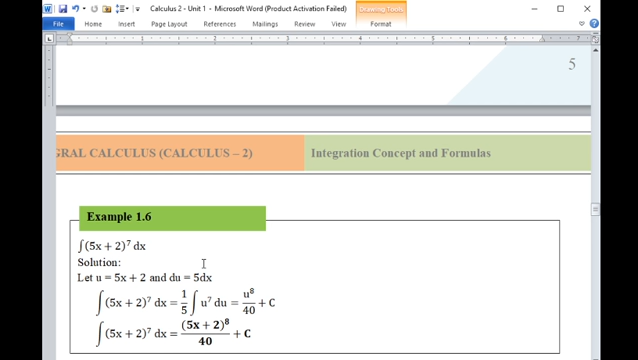 Calculus 2 - Unit 1 - Microsoft Word (Product Activation Failed)
Drawing Tools
File Home Insert Page Layout References Mailings Review View Format
5
GRAL CALCULUS (CALCULUS – 2) Integration Concept and Formulas
Example 1.6
∫(5x + 2)⁷ dx
Solution:
Let u = 5x + 2 and du = 5dx
∫(5x + 2)⁷ dx = 1/5 ∫ u⁷ du = u⁸/40 + C
∫(5x + 2)⁷ dx = (5x + 2)⁸/40 + C